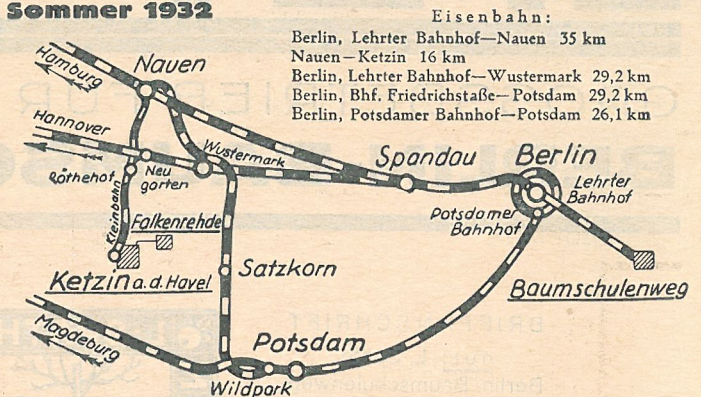 Sommer 1932
Eisenbahn:
Berlin, Lehrter Bahnhof—Nauen 35 km
Nauen—Ketzin 16 km
Berlin, Lehrter Bahnhof—Wustermark 29,2 km
Berlin, Bhf. Friedrichstaße—Potsdam 29,2 km
Berlin, Potsdamer Bahnhof—Potsdam 26,1 km
Hamburg
Nauen
Hannover
Wustermark
Spandau
Berlin
Lehrter
Bahnhof
Röthehof
Neu
garten
Potsdamer
Bahnhof
Kleinbahn
Falkenrehde
Ketzin a.d. Havel
Satzkorn
Baumschulenweg
Magdeburg
Potsdam
Wildpark